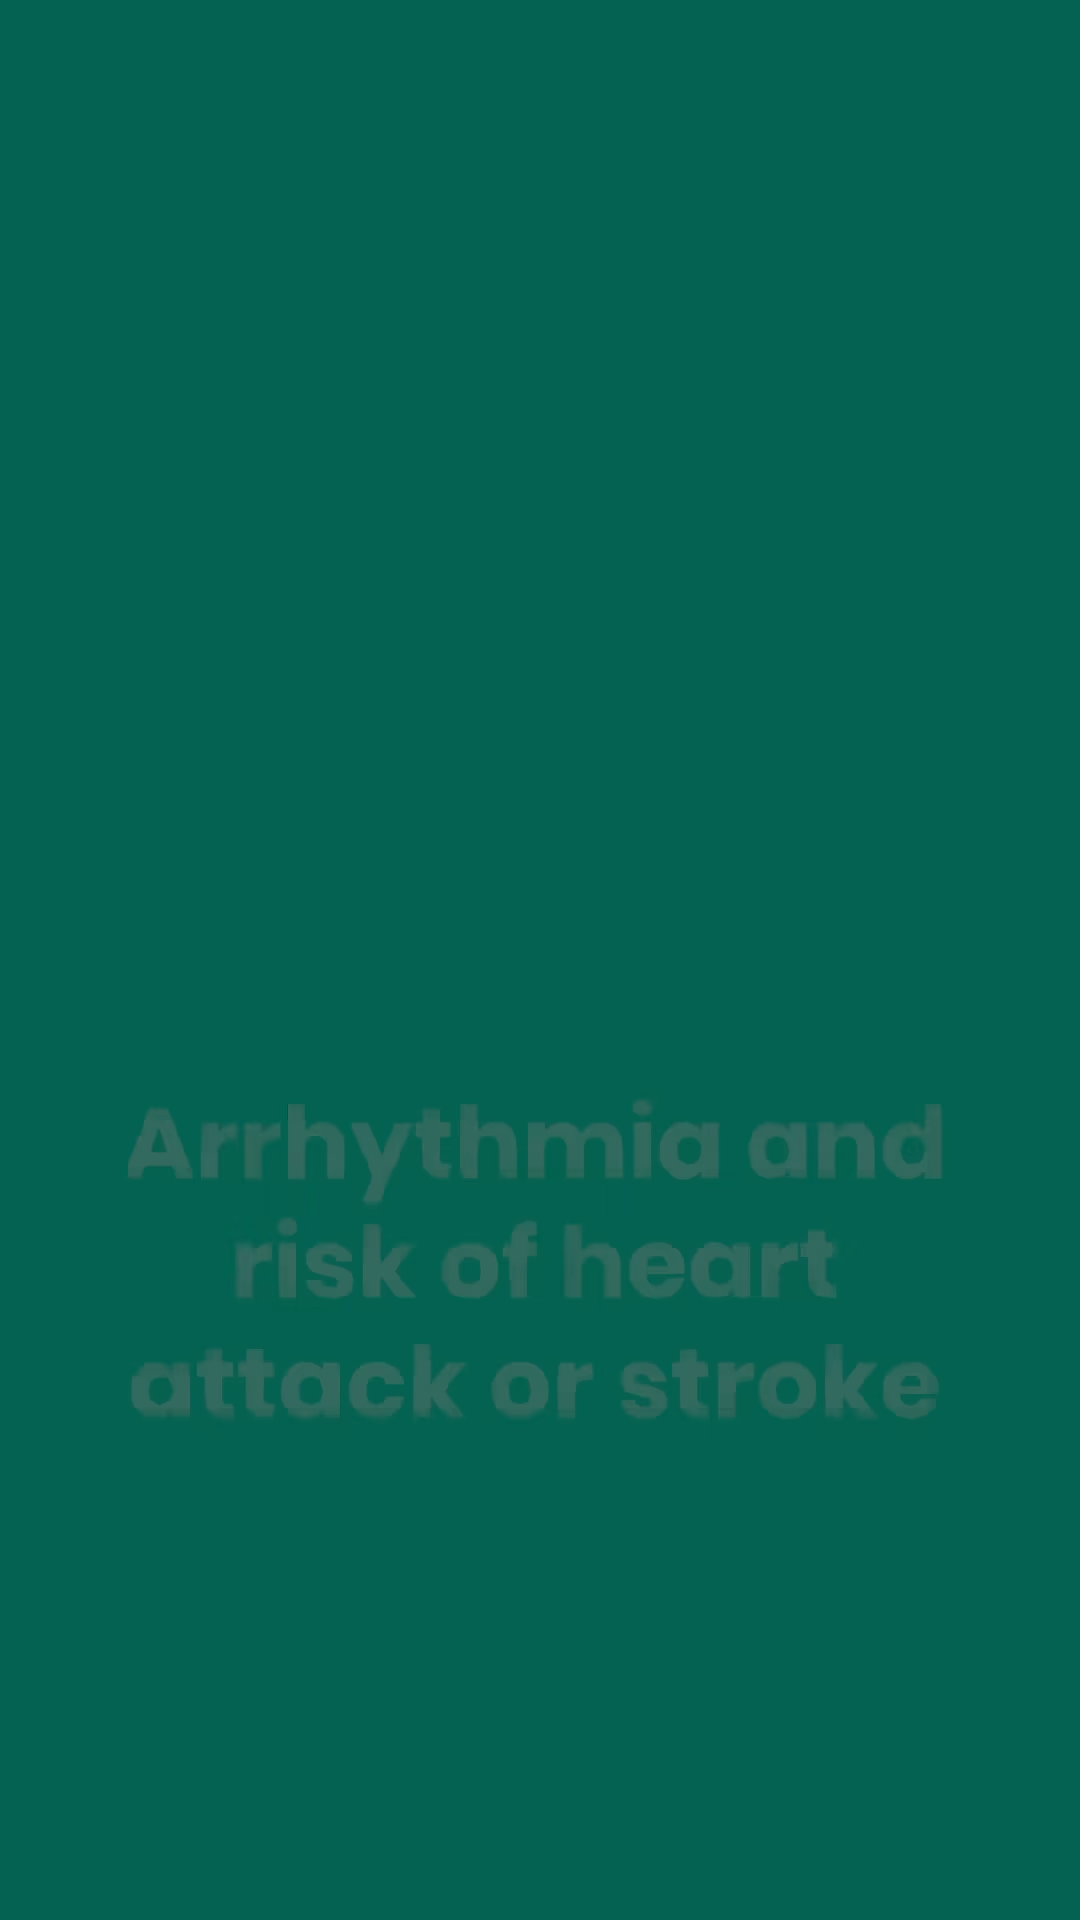 Arrhythmia and
risk of heart
attack or stroke